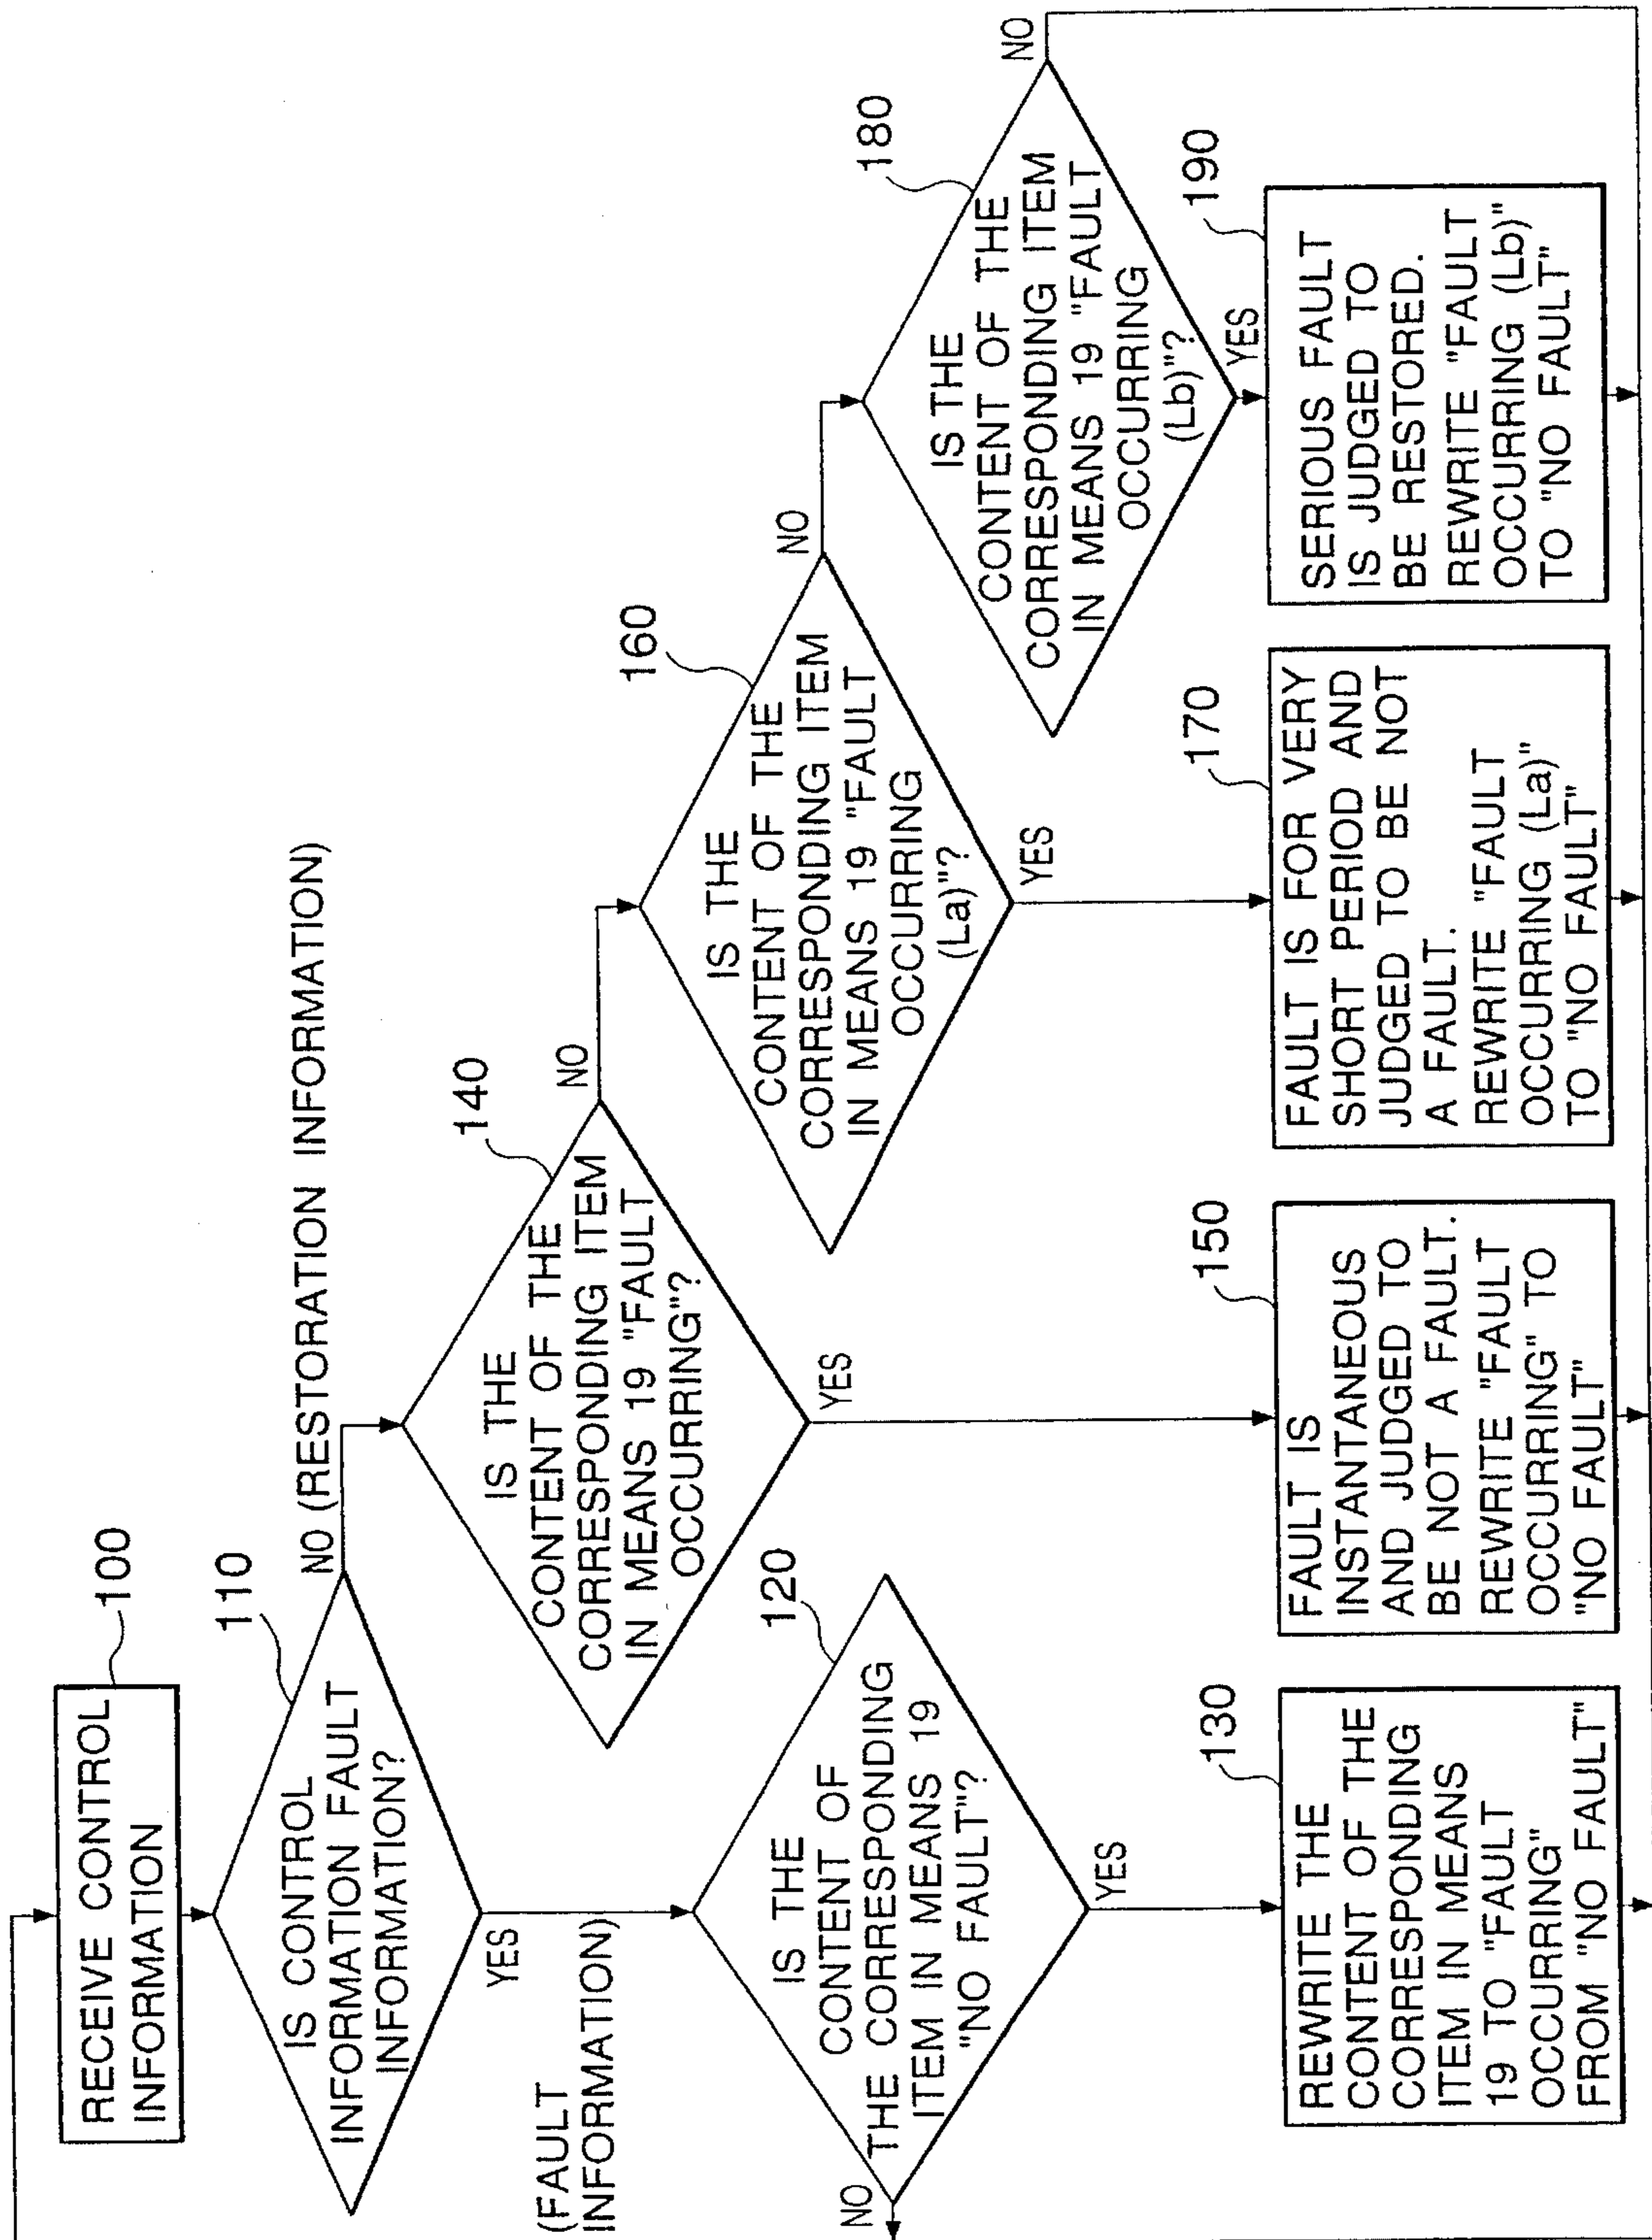 RECEIVE CONTROL
INFORMATION
100
110
IS CONTROL
INFORMATION FAULT
INFORMATION?
NO (RESTORATION INFORMATION)
YES
(FAULT
INFORMATION)
120
IS THE
CONTENT OF
THE CORRESPONDING
ITEM IN MEANS 19
"NO FAULT"?
NO
YES
130
REWRITE THE
CONTENT OF THE
CORRESPONDING
ITEM IN MEANS
19 TO "FAULT
OCCURRING"
FROM "NO FAULT"
140
IS THE
CONTENT OF THE
CORRESPONDING ITEM
IN MEANS 19 "FAULT
OCCURRING"?
NO
YES
150
FAULT IS
INSTANTANEOUS
AND JUDGED TO
BE NOT A FAULT.
REWRITE "FAULT
OCCURRING" TO
"NO FAULT"
160
IS THE
CONTENT OF THE
CORRESPONDING ITEM
IN MEANS 19 "FAULT
OCCURRING
(La)"?
NO
YES
170
FAULT IS FOR VERY
SHORT PERIOD AND
JUDGED TO BE NOT
A FAULT.
REWRITE "FAULT
OCCURRING (La)"
TO "NO FAULT"
180
IS THE
CONTENT OF THE
CORRESPONDING ITEM
IN MEANS 19 "FAULT
OCCURRING
(Lb)"?
NO
YES
190
SERIOUS FAULT
IS JUDGED TO
BE RESTORED.
REWRITE "FAULT
OCCURRING (Lb)"
TO "NO FAULT"